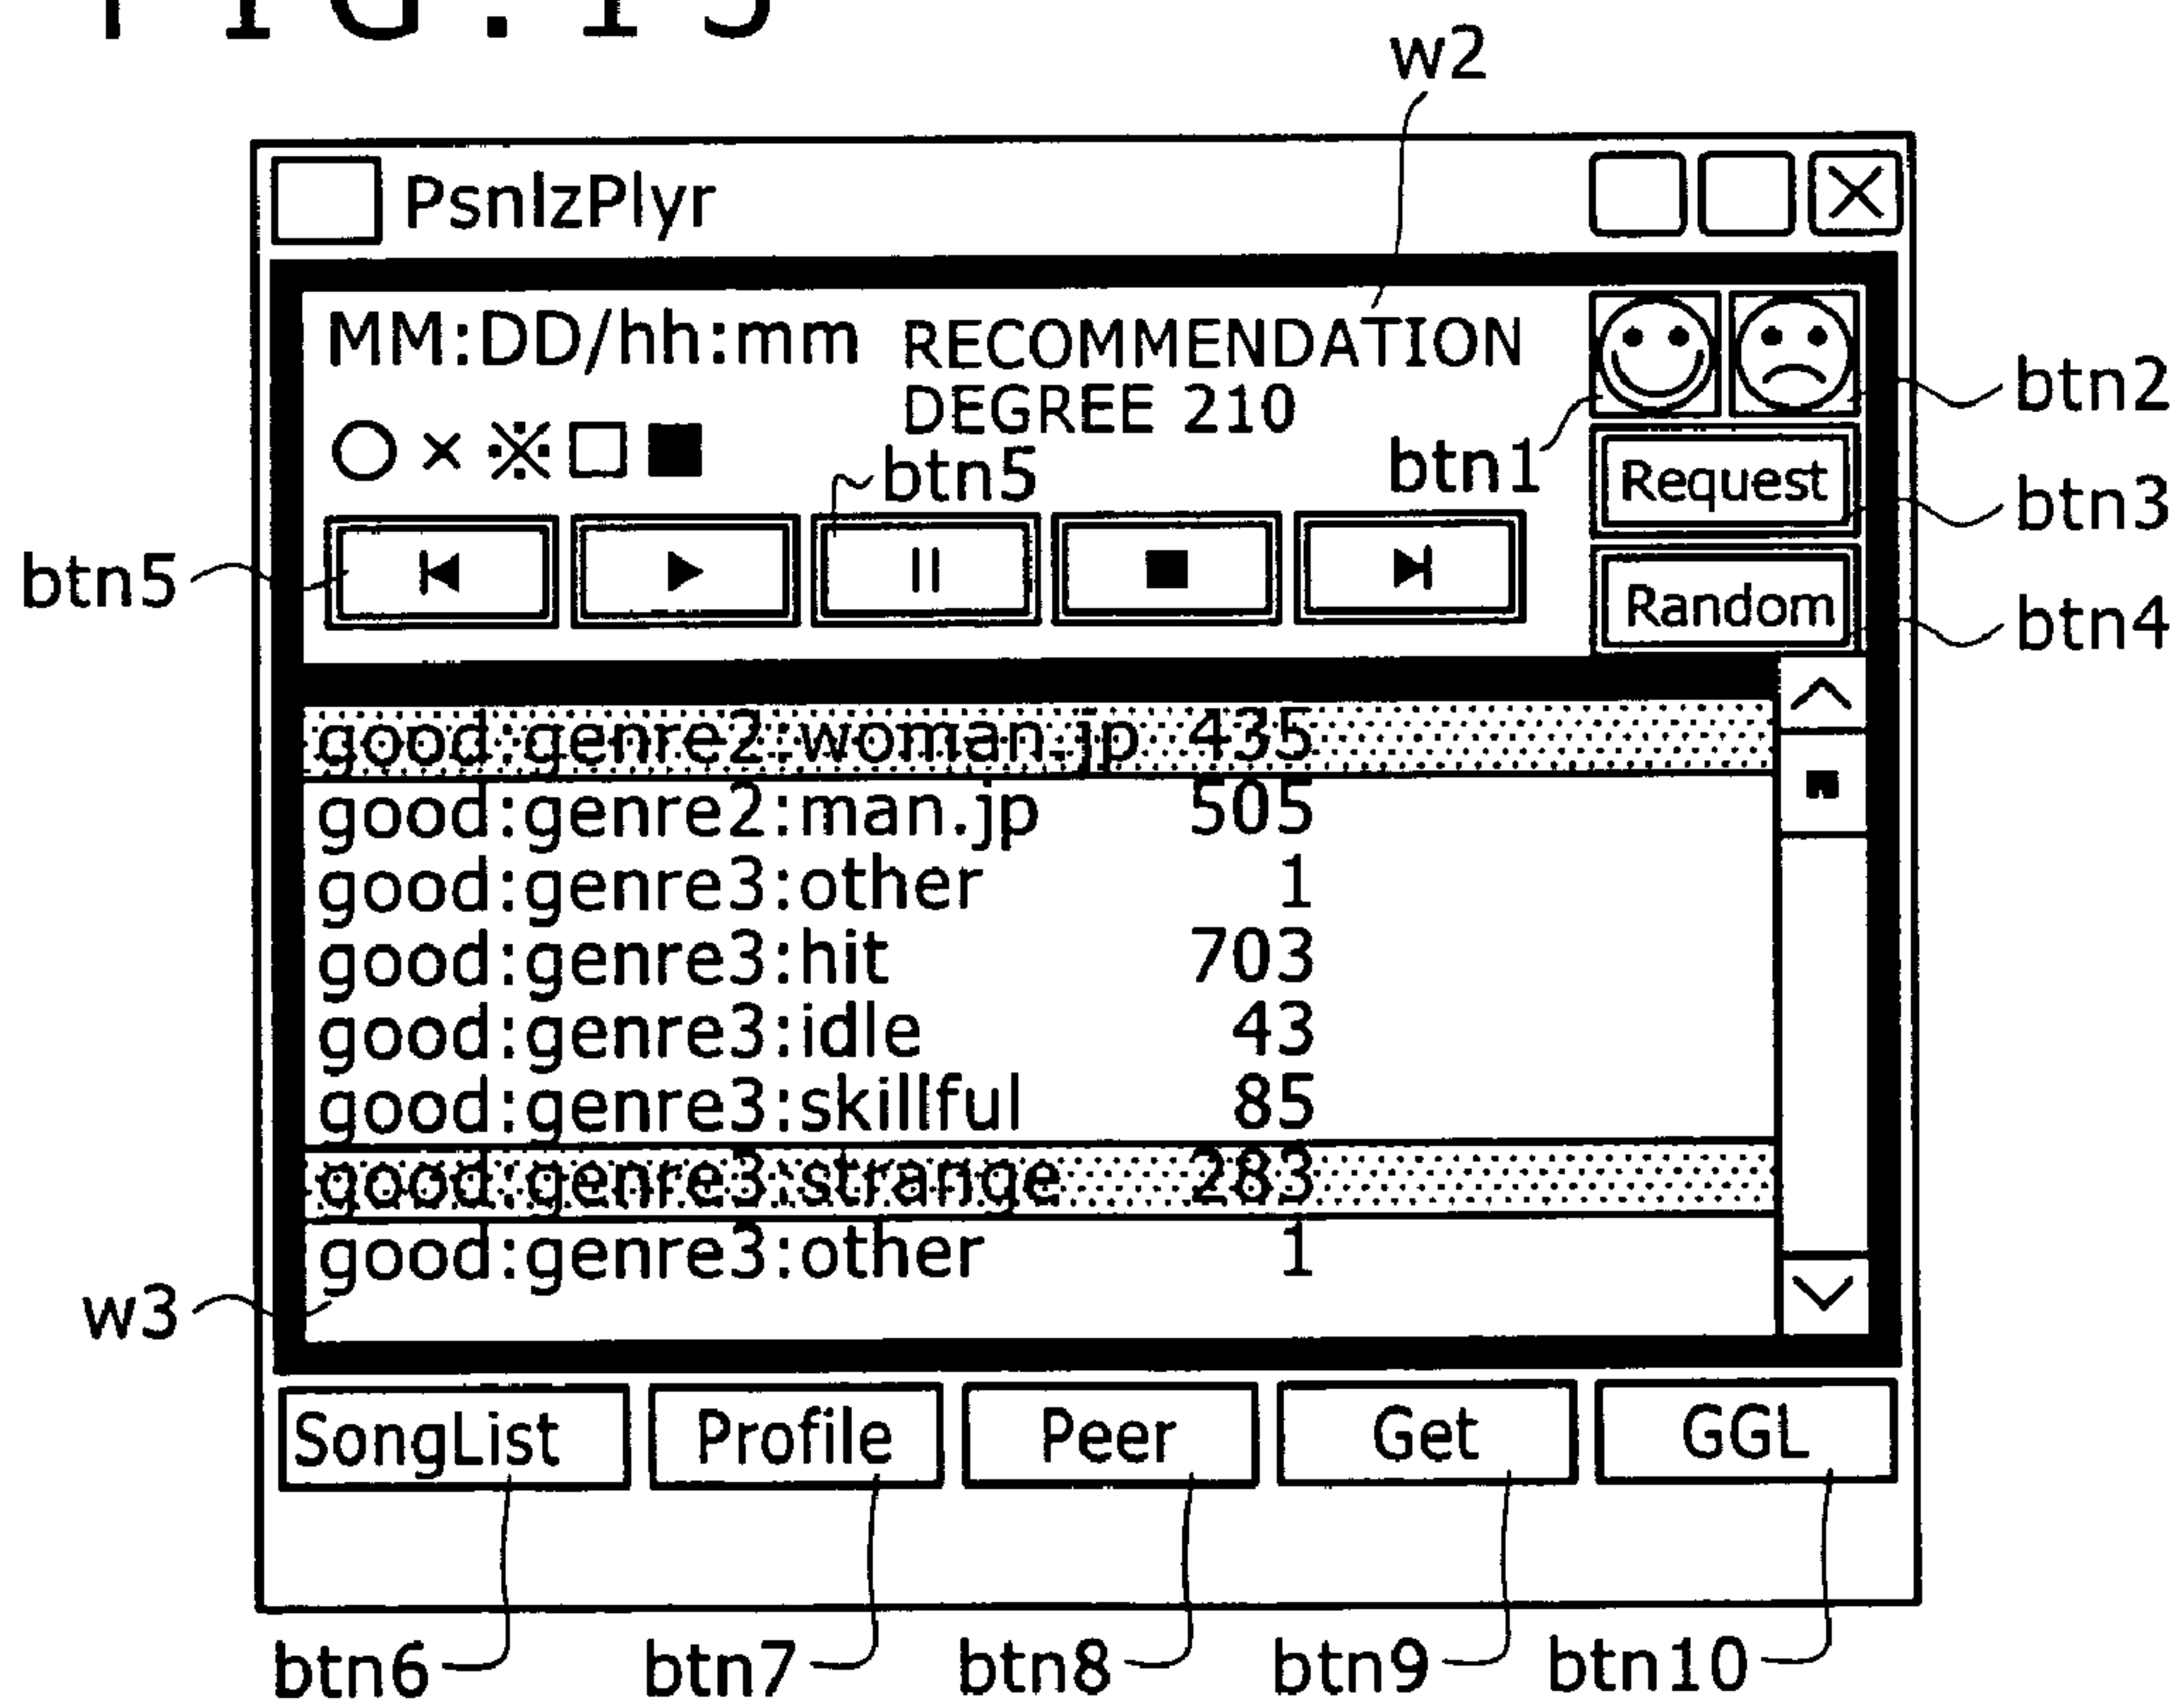 FIG.15
w2
PsnlzPlyr
MM:DD/hh:mm RECOMMENDATION
DEGREE 210
○×※□■
btn1
btn2
btn5
Request
btn3
btn5
Random
btn4
good:genre2:woman.jp 435
good:genre2:man.jp 505
good:genre3:other 1
good:genre3:hit 703
good:genre3:idle 43
good:genre3:skillful 85
good:genre3:strange 283
good:genre3:other 1
w3
SongList Profile Peer Get GGL
btn6 btn7 btn8 btn9 btn10